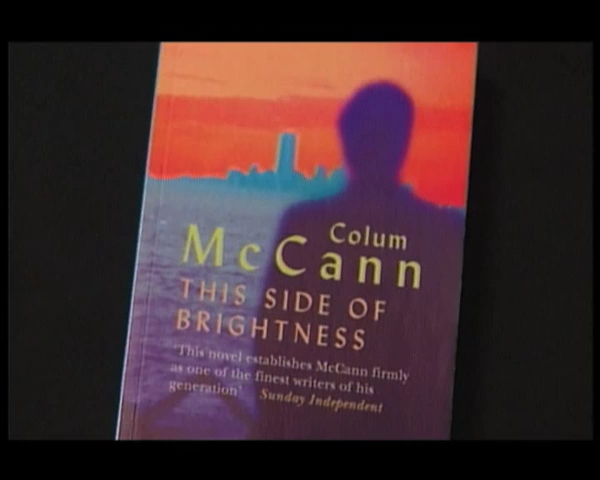 Colum
McCann
THIS SIDE OF
BRIGHTNESS
'This novel establishes McCann firmly
as one of the finest writers of his
generation' Sunday Independent